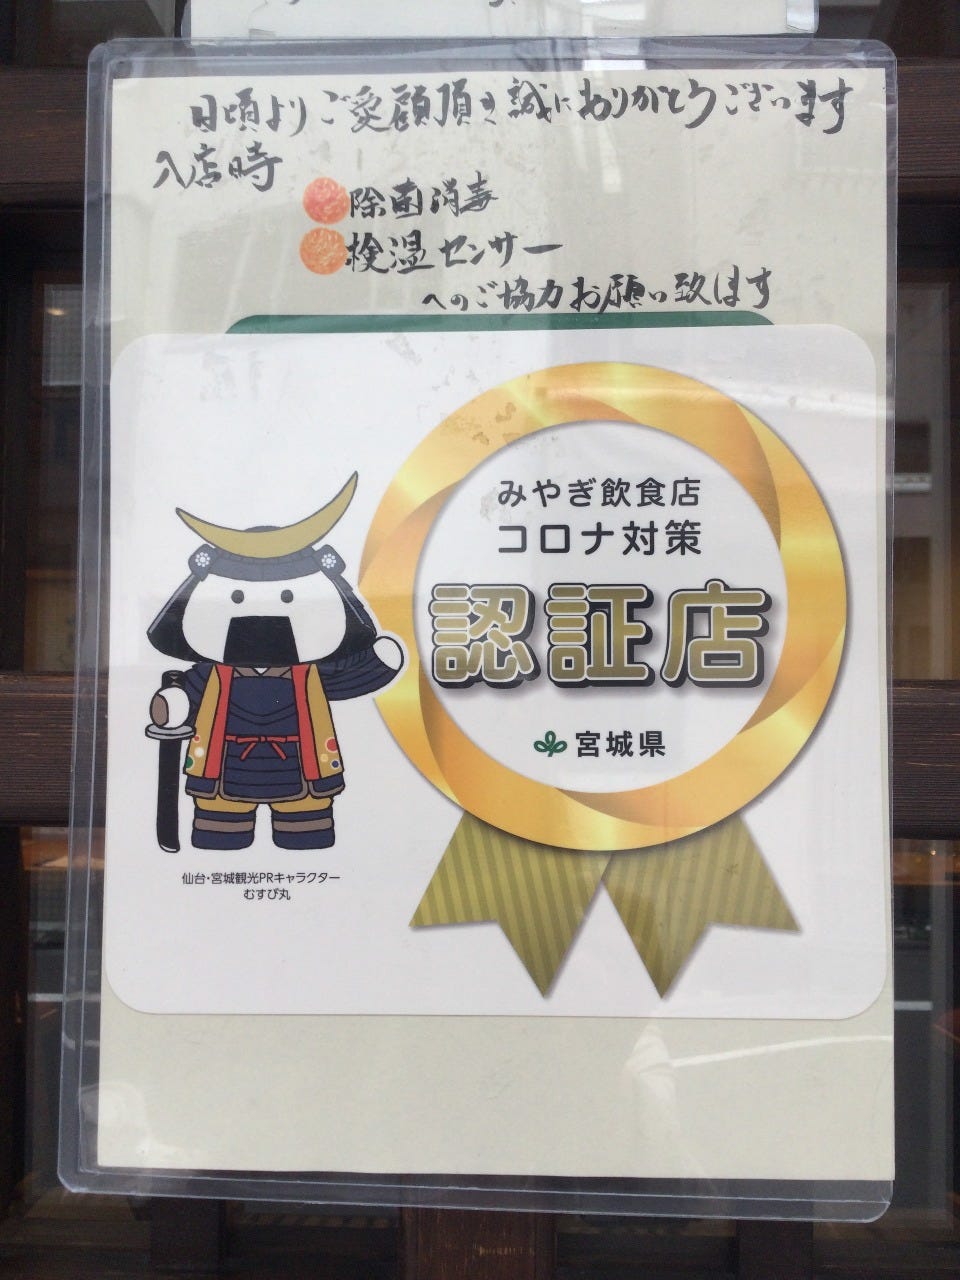 日頃よりご愛顧頂き誠にありがとうございます
入店時
除菌消毒
検温センサー
へのご協力お願い致します
みやぎ飲食店
コロナ対策
認証店
宮城県
仙台・宮城観光PRキャラクター
むすび丸